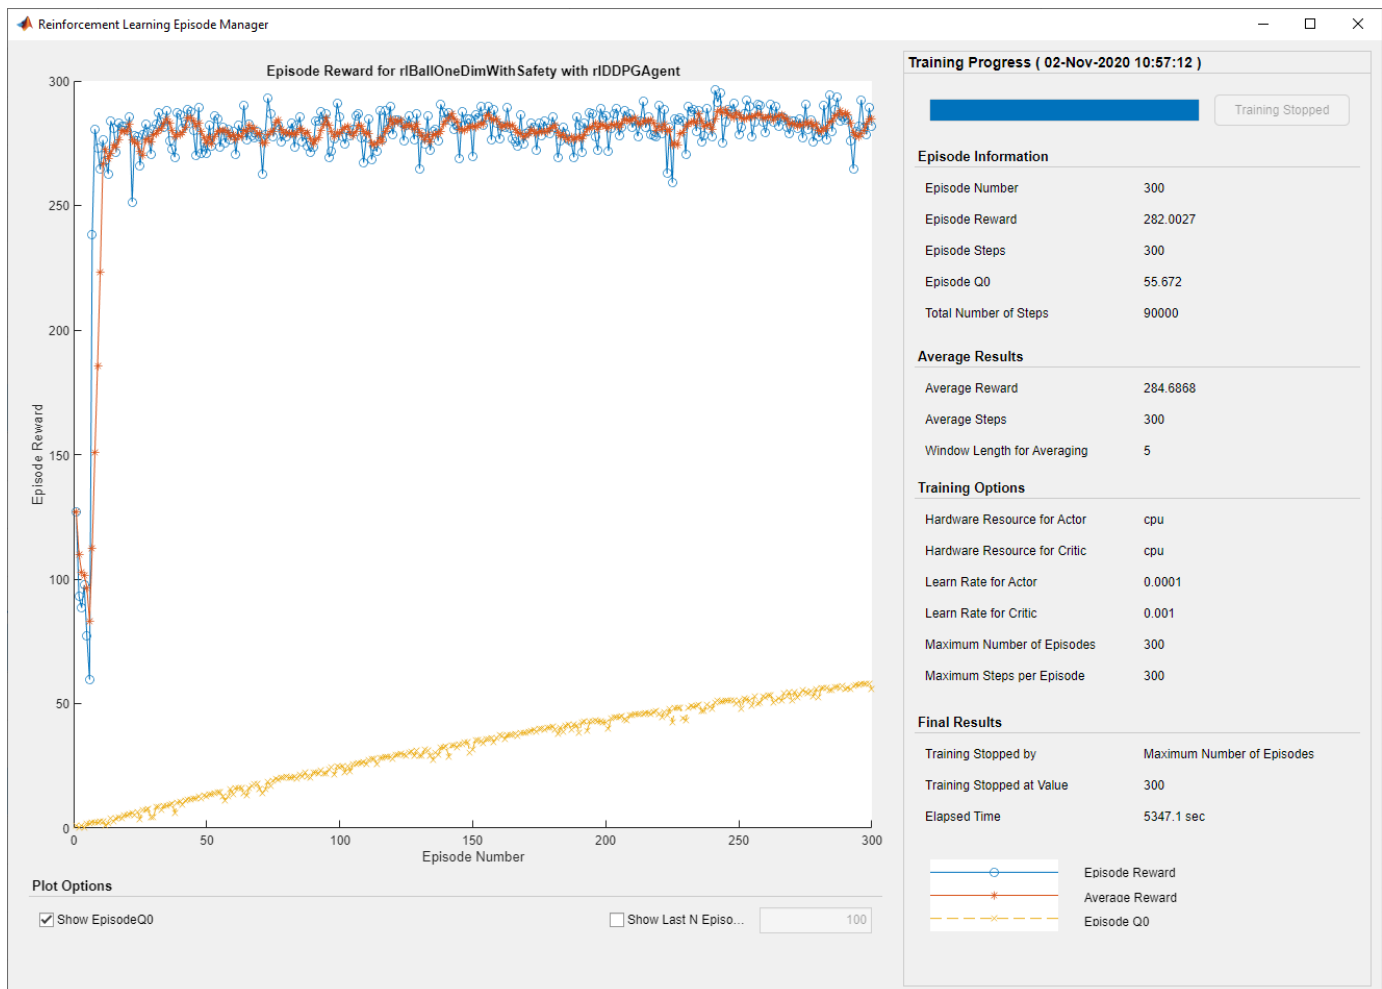 Reinforcement Learning Episode Manager
Episode Reward for rlBallOneDimWithSafety with rlDDPGAgent
300
250
200
150
100
50
0
Episode Reward
0 50 100 150 200 250 300
Episode Number
Plot Options
Show EpisodeQ0
Show Last N Episo...
100
Training Progress ( 02-Nov-2020 10:57:12 )
Training Stopped
Episode Information
Episode Number 300
Episode Reward 282.0027
Episode Steps 300
Episode Q0 55.672
Total Number of Steps 90000
Average Results
Average Reward 284.6868
Average Steps 300
Window Length for Averaging 5
Training Options
Hardware Resource for Actor cpu
Hardware Resource for Critic cpu
Learn Rate for Actor 0.0001
Learn Rate for Critic 0.001
Maximum Number of Episodes 300
Maximum Steps per Episode 300
Final Results
Training Stopped by Maximum Number of Episodes
Training Stopped at Value 300
Elapsed Time 5347.1 sec
Episode Reward
Average Reward
Episode Q0